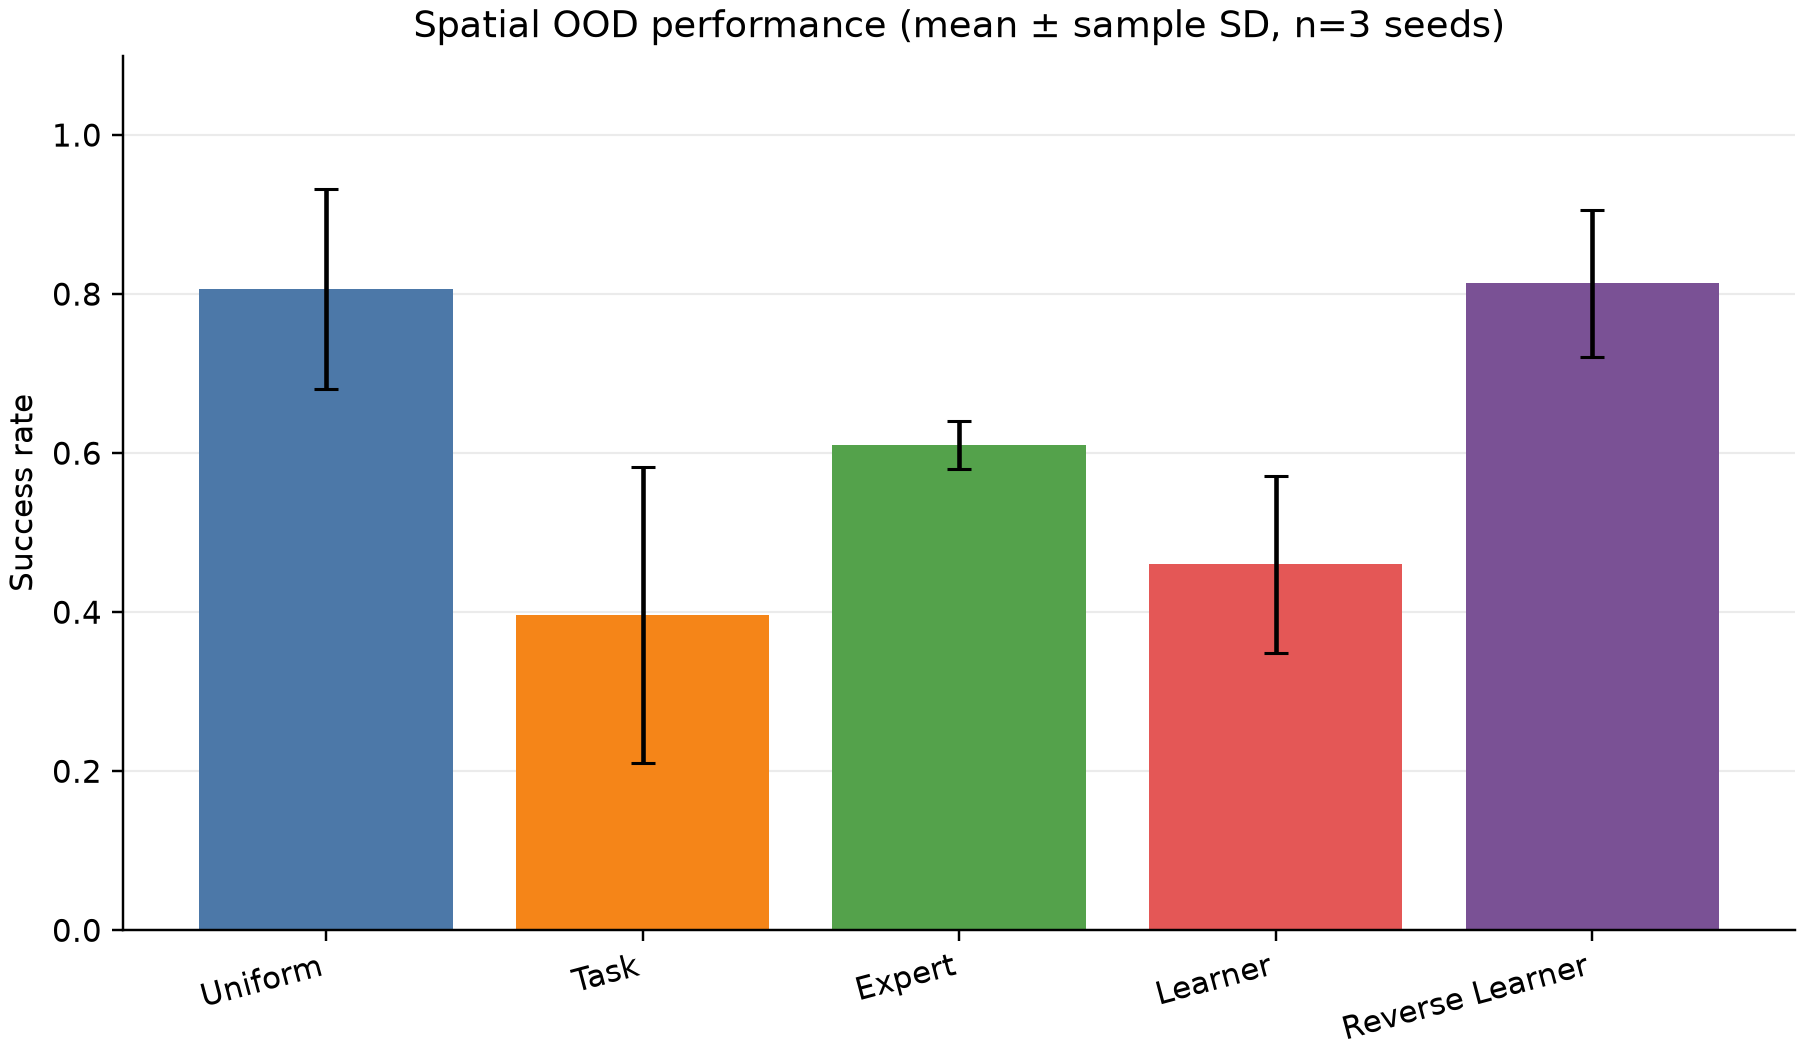 Spatial OOD performance (mean ± sample SD, n=3 seeds)
Success rate
1.0
0.8
0.6
0.4
0.2
0.0
Uniform
Task
Expert
Learner
Reverse Learner